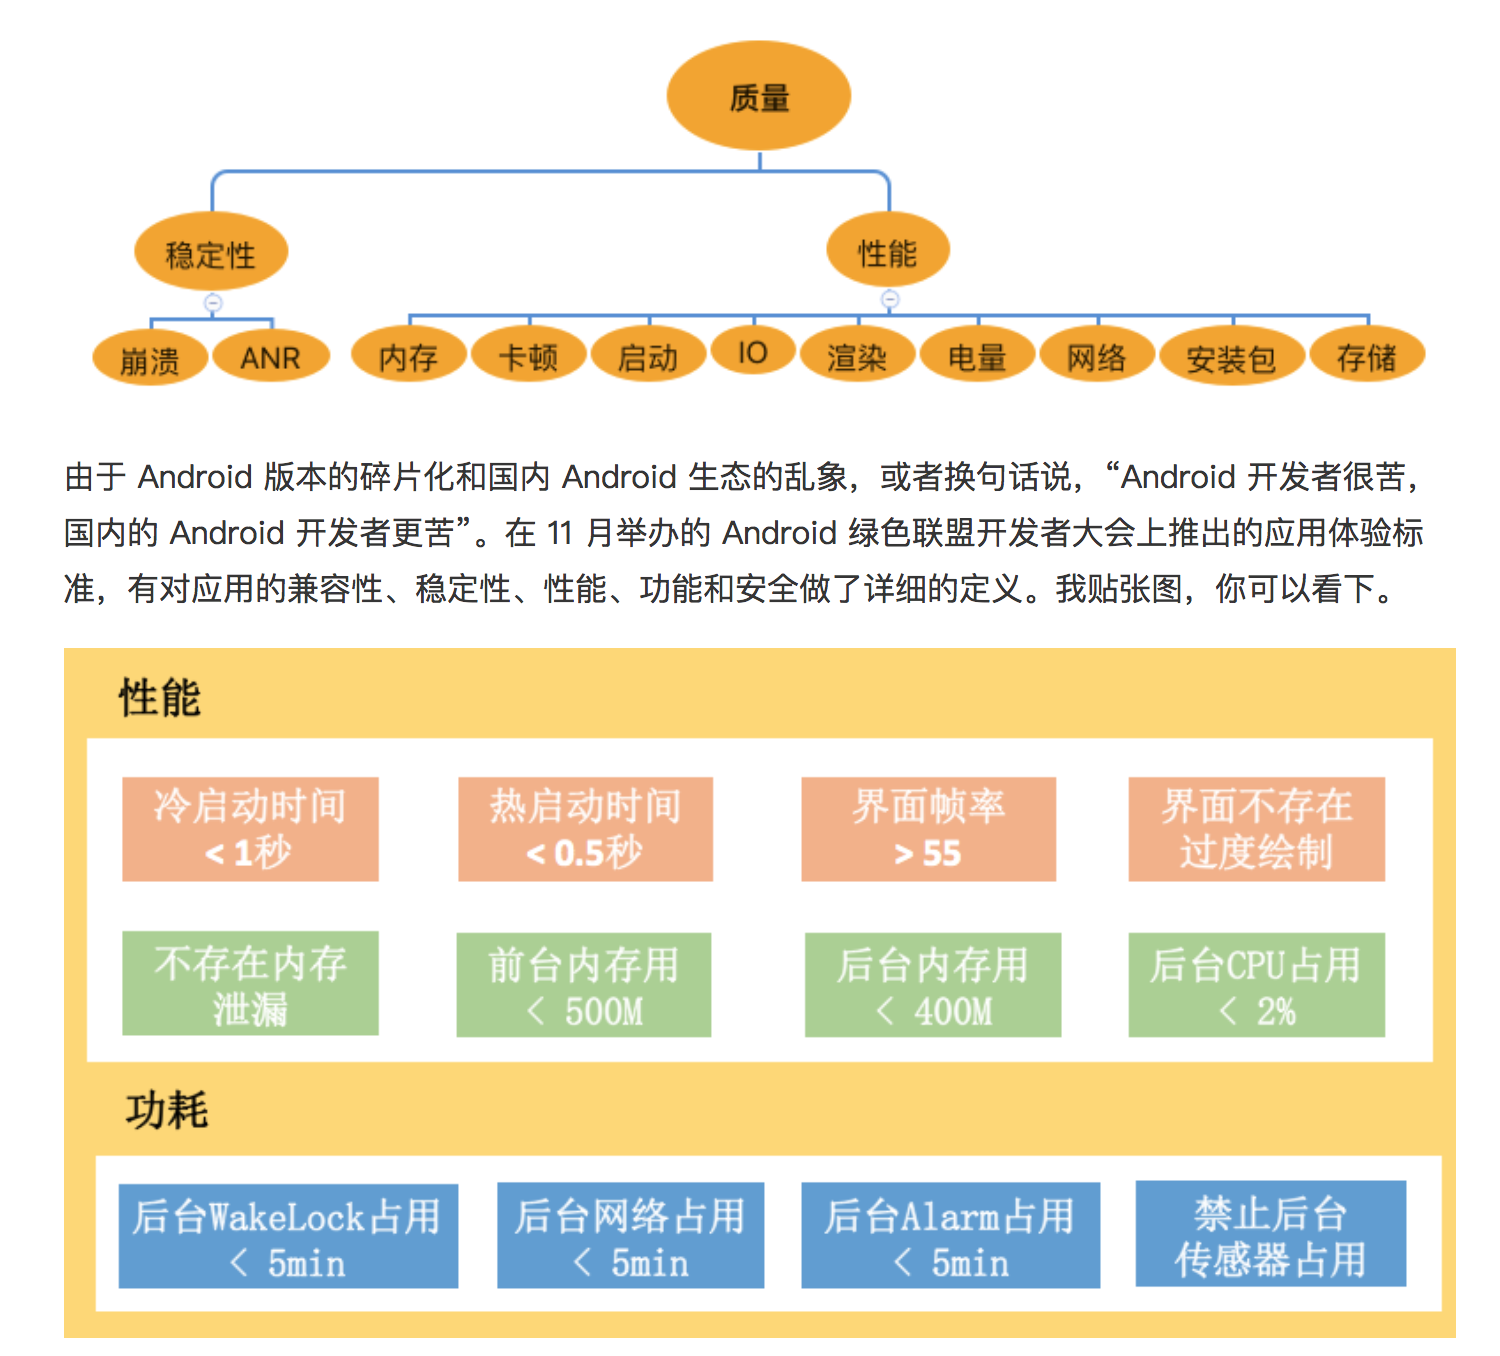 质量
稳定性
性能
崩溃
ANR
内存
卡顿
启动
IO
渲染
电量
网络
安装包
存储
由于 Android 版本的碎片化和国内 Android 生态的乱象，或者换句话说，“Android 开发者很苦，
国内的 Android 开发者更苦”。在 11 月举办的 Android 绿色联盟开发者大会上推出的应用体验标
准，有对应用的兼容性、稳定性、性能、功能和安全做了详细的定义。我贴张图，你可以看下。
性能
冷启动时间
< 1秒
热启动时间
< 0.5秒
界面帧率
> 55
界面不存在
过度绘制
不存在内存
泄漏
前台内存用
< 500M
后台内存用
< 400M
后台CPU占用
< 2%
功耗
后台WakeLock占用
< 5min
后台网络占用
< 5min
后台Alarm占用
< 5min
禁止后台
传感器占用